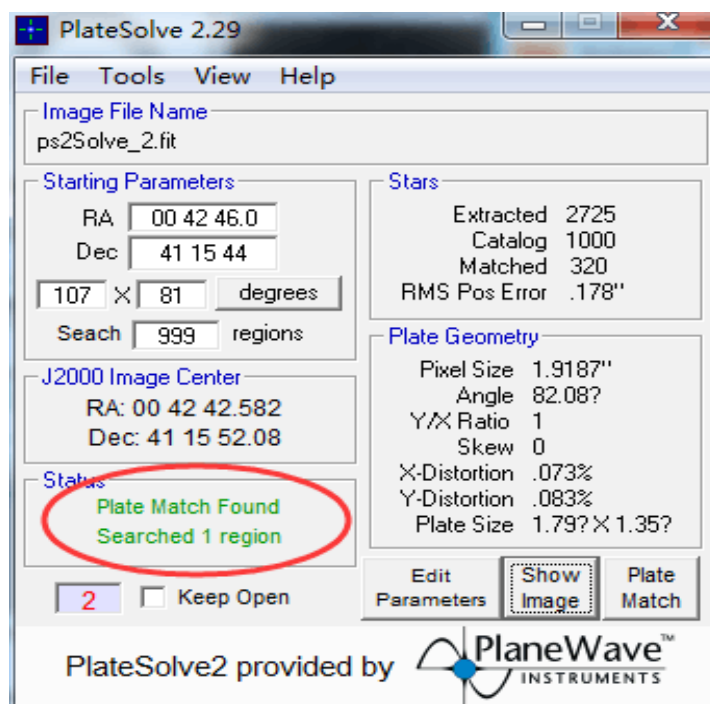 PlateSolve 2.29
File Tools View Help
Image File Name
ps2Solve_2.fit
Starting Parameters
RA 00 42 46.0
Dec 41 15 44
107 X 81 degrees
Seach 999 regions
J2000 Image Center
RA: 00 42 42.582
Dec: 41 15 52.08
Status
Plate Match Found
Searched 1 region
2 Keep Open
Stars
Extracted 2725
Catalog 1000
Matched 320
RMS Pos Error .178''
Plate Geometry
Pixel Size 1.9187''
Angle 82.08?
Y/X Ratio 1
Skew 0
X-Distortion .073%
Y-Distortion .083%
Plate Size 1.79? X 1.35?
Edit Parameters
Show Image
Plate Match
PlateSolve2 provided by PlaneWave™
INSTRUMENTS